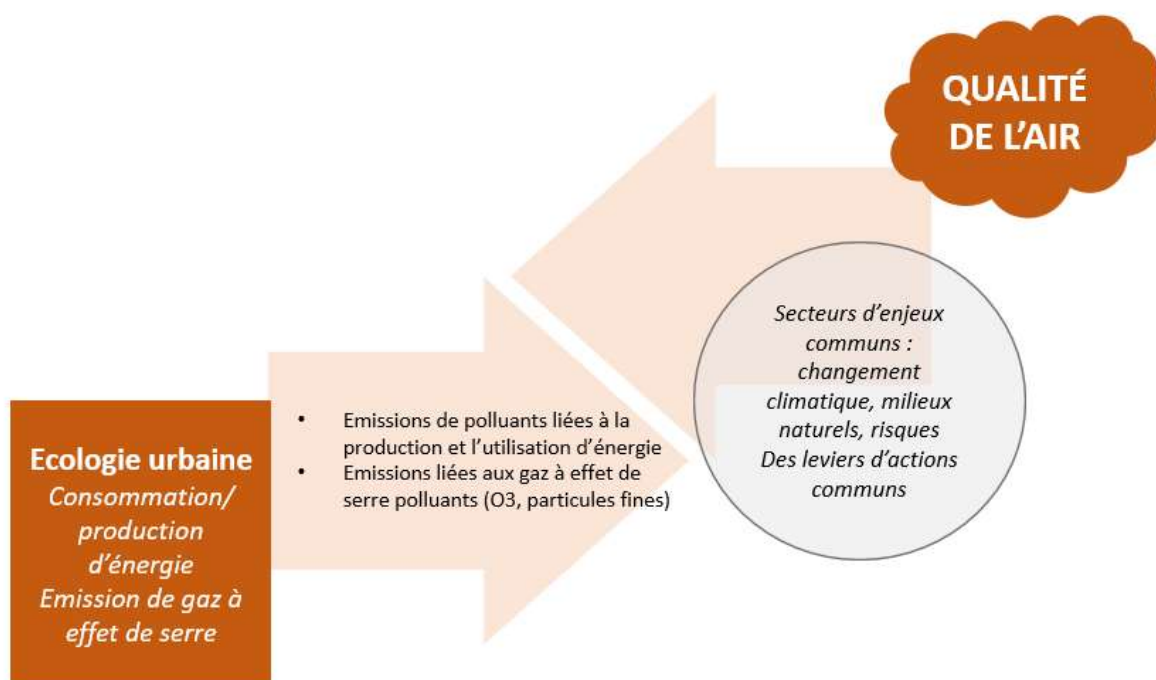 QUALITÉ
DE L’AIR
Secteurs d’enjeux
communs :
changement
climatique, milieux
naturels, risques
Des leviers d’actions
communs
• Emissions de polluants liées à la
production et l’utilisation d’énergie
• Emissions liées aux gaz à effet de
serre polluants (O3, particules fines)
Ecologie urbaine
Consommation/
production
d’énergie
Emission de gaz à
effet de serre